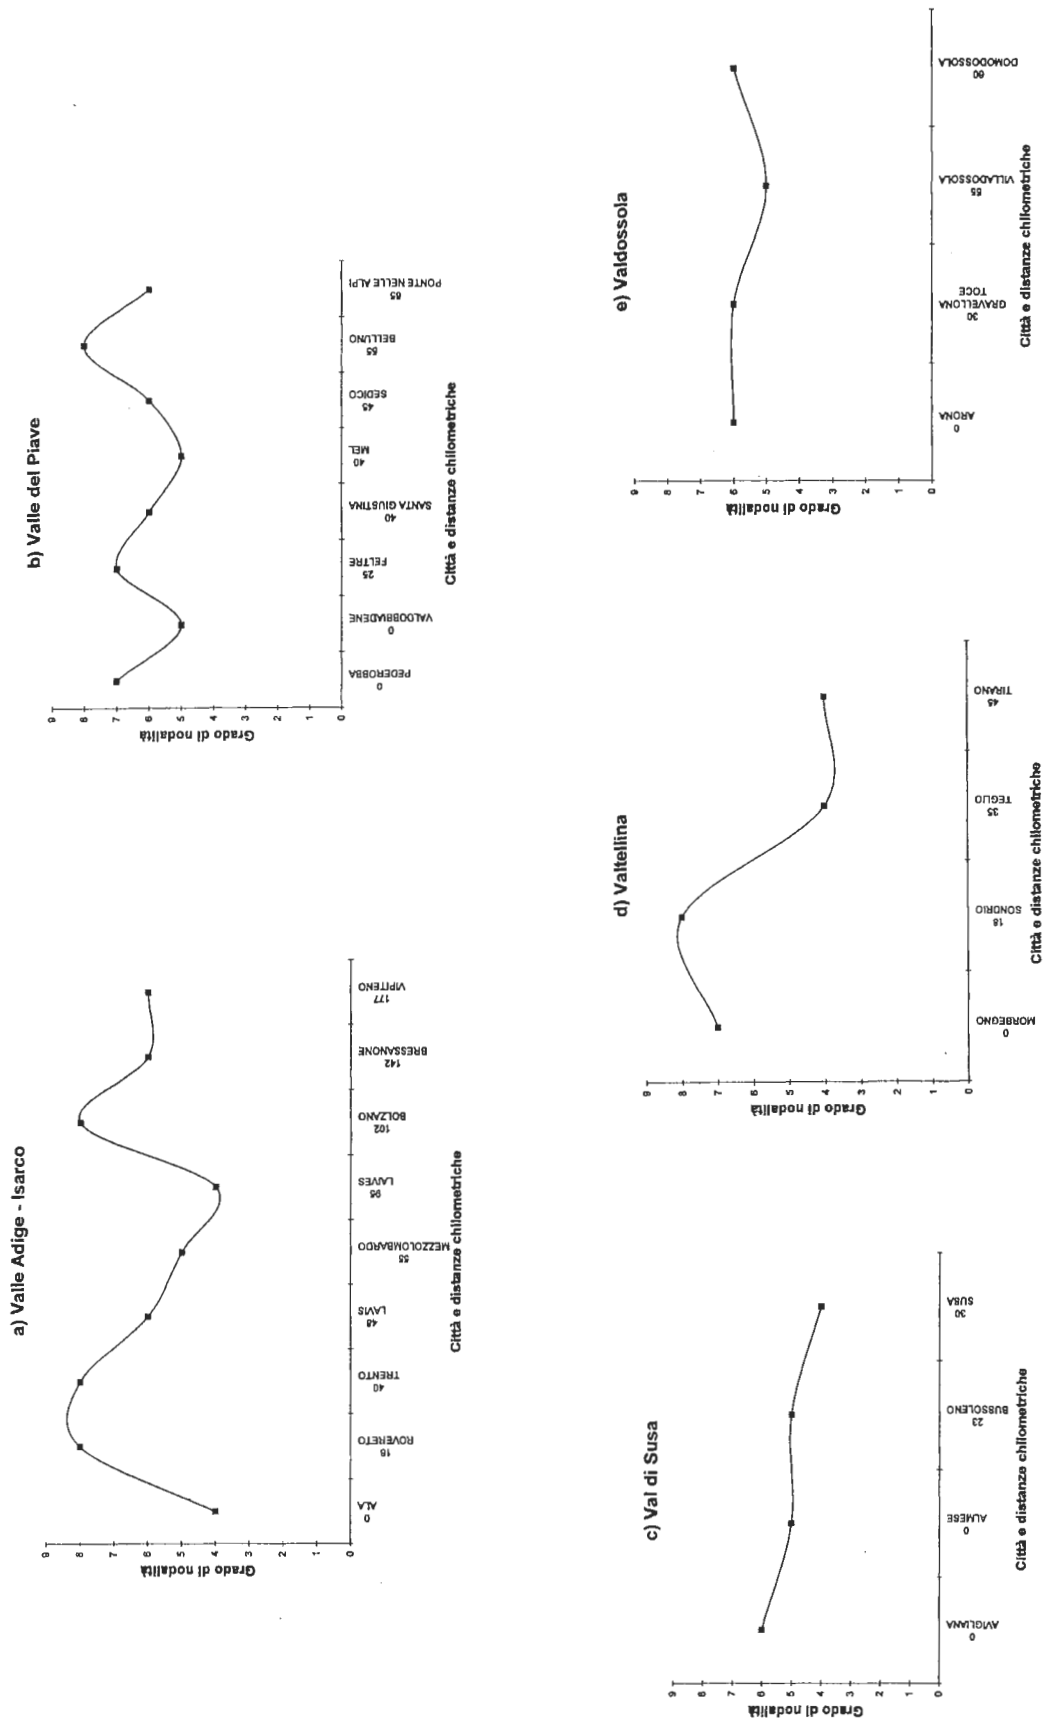 a) Valle Adige - Isarco
Grado di nodalità
9
8
7
6
5
4
3
2
1
0
ALA
0
ROVERETO
16
TRENTO
40
LAVIS
48
MEZZOLOMBARDO
55
LAIVES
95
BOLZANO
102
BRESSANONE
142
VIPITENO
177
Città e distanze chilometriche
b) Valle del Piave
Grado di nodalità
9
8
7
6
5
4
3
2
1
0
PEDEROBBA
0
VALDOBBIADENE
0
FELTRE
25
SANTA GIUSTINA
40
MEL
40
SEDICO
45
BELLUNO
55
PONTE NELLE ALPI
65
Città e distanze chilometriche
c) Val di Susa
Grado di nodalità
9
8
7
6
5
4
3
2
1
0
AVIGLIANA
0
ALMESE
0
BUSSOLENO
23
SUSA
30
Città e distanze chilometriche
d) Valtellina
Grado di nodalità
9
8
7
6
5
4
3
2
1
0
MORBEGNO
0
SONDRIO
18
TEGLIO
35
TIRANO
45
Città e distanze chilometriche
e) Valdossola
Grado di nodalità
9
8
7
6
5
4
3
2
1
0
ARONA
0
GRAVELLONA
TOCE
30
VILLADOSSOLA
55
DOMODOSSOLA
60
Città e distanze chilometriche